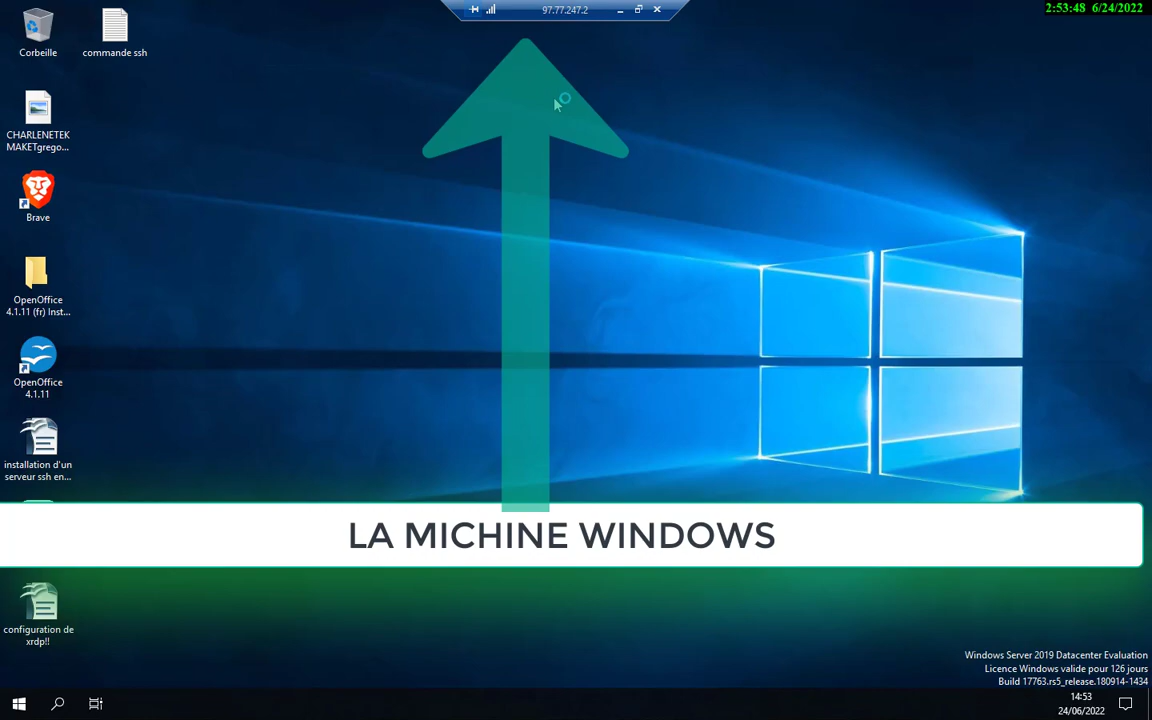 97.77.247.2
2:53:48 6/24/2022
Corbeille
commande ssh
CHARLENETEK
MAKETgrego...
Brave
OpenOffice
4.1.11 (fr) Inst...
OpenOffice
4.1.11
installation d'un
serveur ssh en...
LA MICHINE WINDOWS
configuration de
xrdp!!
Windows Server 2019 Datacenter Evaluation
Licence Windows valide pour 126 jours
Build 17763.rs5_release.180914-1434
14:53
24/06/2022